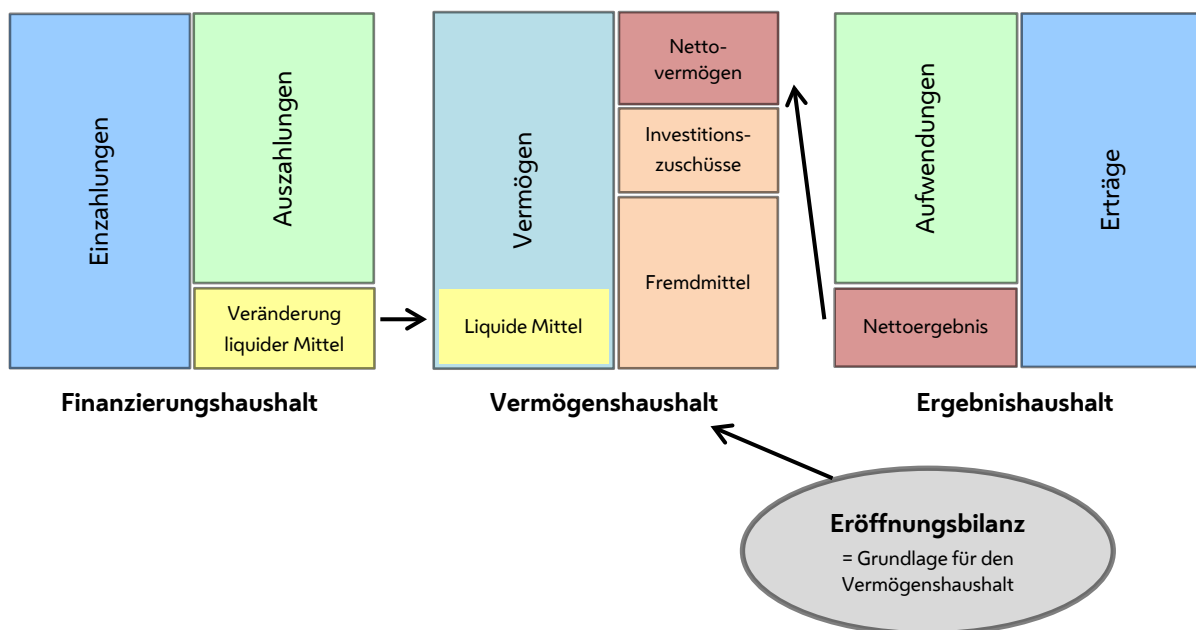 Einzahlungen
Auszahlungen
Veränderung
liquider Mittel
Finanzierungshaushalt
Vermögen
Liquide Mittel
Netto-
vermögen
Investitions-
zuschüsse
Fremdmittel
Vermögenshaushalt
Aufwendungen
Nettoergebnis
Erträge
Ergebnishaushalt
Eröffnungsbilanz
= Grundlage für den
Vermögenshaushalt